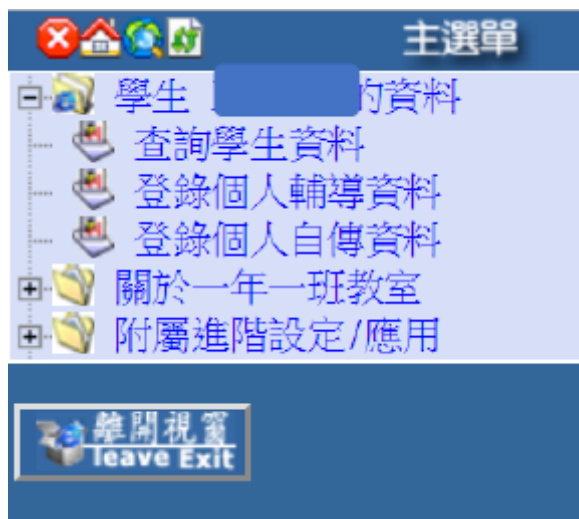 主選單
學生 的資料
查詢學生資料
登錄個人輔導資料
登錄個人自傳資料
關於一年一班教室
附屬進階設定/應用
離開視窗
leave Exit